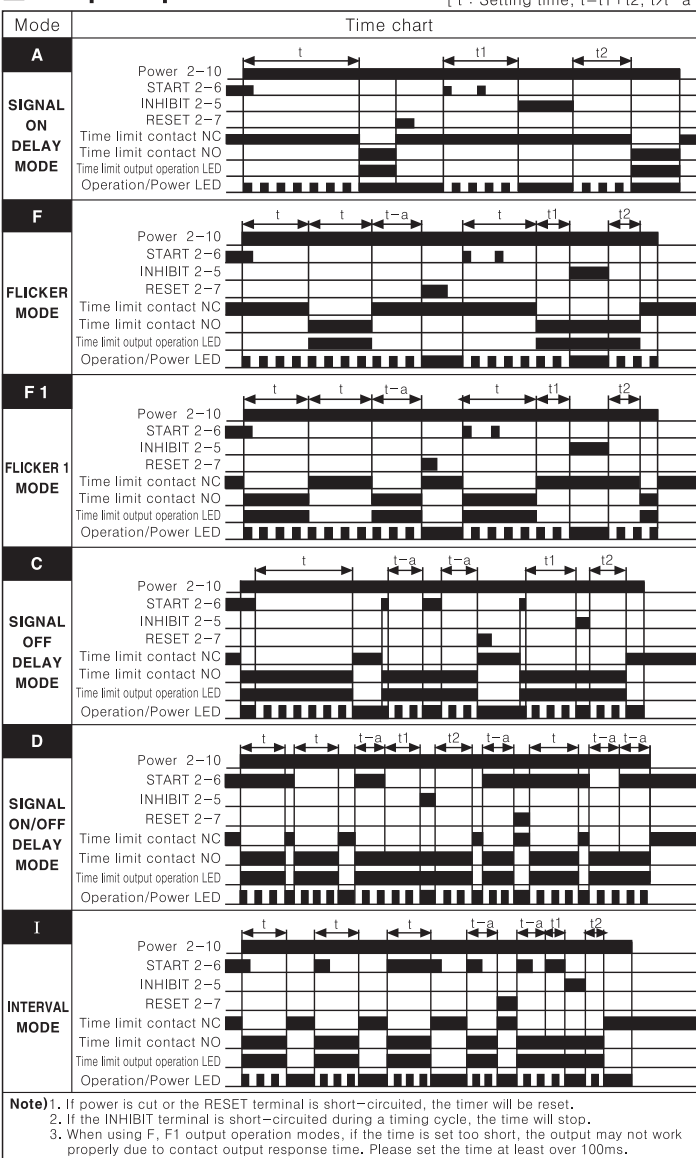 [ t : Setting time, t=t1+t2, t>t-a
Mode
Time chart
A
SIGNAL
ON
DELAY
MODE
t
t1
t2
Power 2-10
START 2-6
INHIBIT 2-5
RESET 2-7
Time limit contact NC
Time limit contact NO
Time limit output operation LED
Operation/Power LED
F
FLICKER
MODE
t
t
t-a
t
t1
t2
Power 2-10
START 2-6
INHIBIT 2-5
RESET 2-7
Time limit contact NC
Time limit contact NO
Time limit output operation LED
Operation/Power LED
F 1
FLICKER 1
MODE
t
t
t-a
t
t1
t2
Power 2-10
START 2-6
INHIBIT 2-5
RESET 2-7
Time limit contact NC
Time limit contact NO
Time limit output operation LED
Operation/Power LED
C
SIGNAL
OFF
DELAY
MODE
t
t-a
t-a
t1
t2
Power 2-10
START 2-6
INHIBIT 2-5
RESET 2-7
Time limit contact NC
Time limit contact NO
Time limit output operation LED
Operation/Power LED
D
SIGNAL
ON/OFF
DELAY
MODE
t
t
t-a
t1
t2
t-a
t
t-a
t-a
Power 2-10
START 2-6
INHIBIT 2-5
RESET 2-7
Time limit contact NC
Time limit contact NO
Time limit output operation LED
Operation/Power LED
I
INTERVAL
MODE
t
t
t
t-a
t-a
t1
t2
Power 2-10
START 2-6
INHIBIT 2-5
RESET 2-7
Time limit contact NC
Time limit contact NO
Time limit output operation LED
Operation/Power LED
Note)1. If power is cut or the RESET terminal is short-circuited, the timer will be reset.
2. If the INHIBIT terminal is short-circuited during a timing cycle, the time will stop.
3. When using F, F1 output operation modes, if the time is set too short, the output may not work
properly due to contact output response time. Please set the time at least over 100ms.